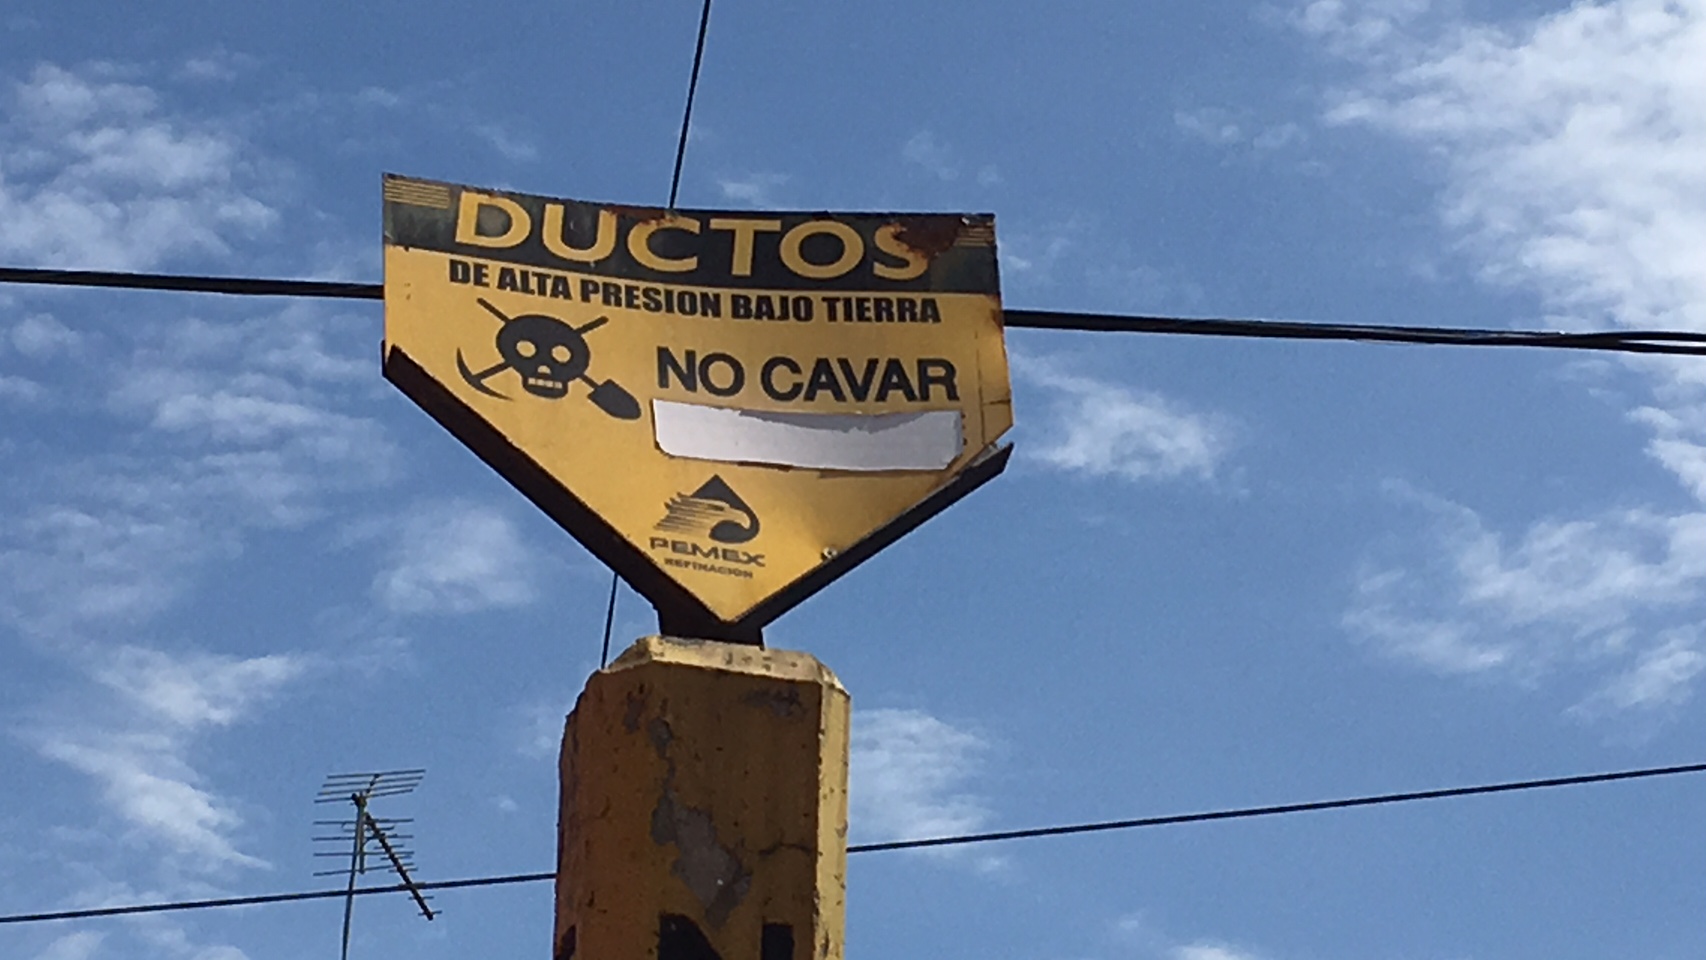 DUCTOS
DE ALTA PRESION BAJO TIERRA
NO CAVAR
PEMEX
REFINACION